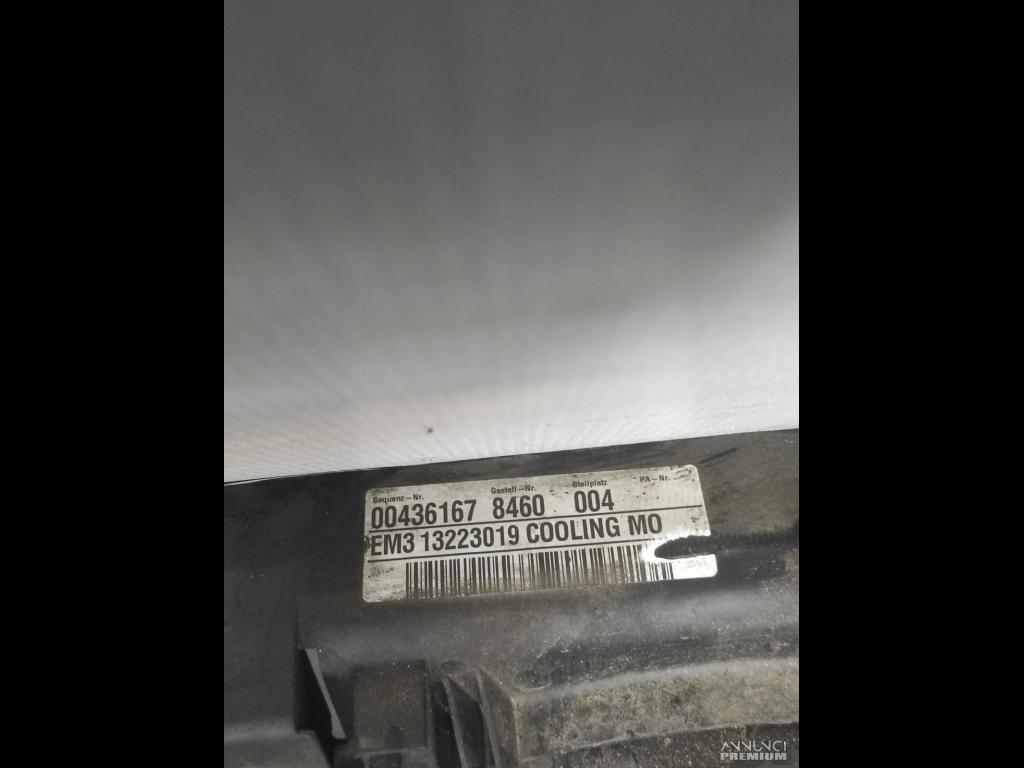 Sequenz-Nr. Gestell-Nr. Stellplatz PA-Nr.
00436167 8460 004
EM3 13223019 COOLING MO
ANNUNCI
PREMIUM